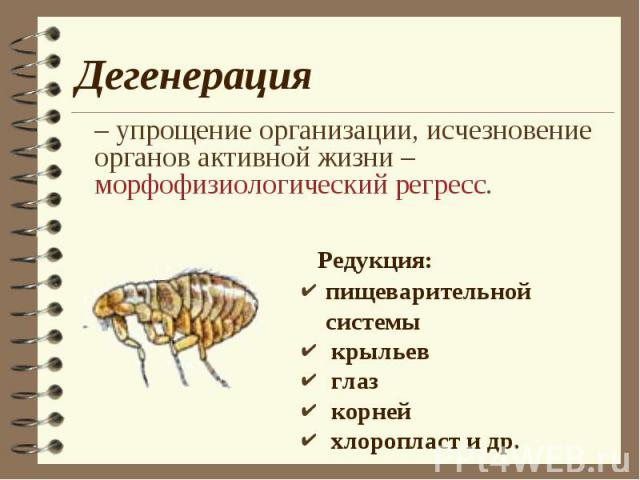 Дегенерация
– упрощение организации, исчезновение
органов активной жизни –
морфофизиологический регресс.
Редукция:
✔ пищеварительной
системы
✔ крыльев
✔ глаз
✔ корней
✔ хлоропласт и др.
PPt4WEB.ru